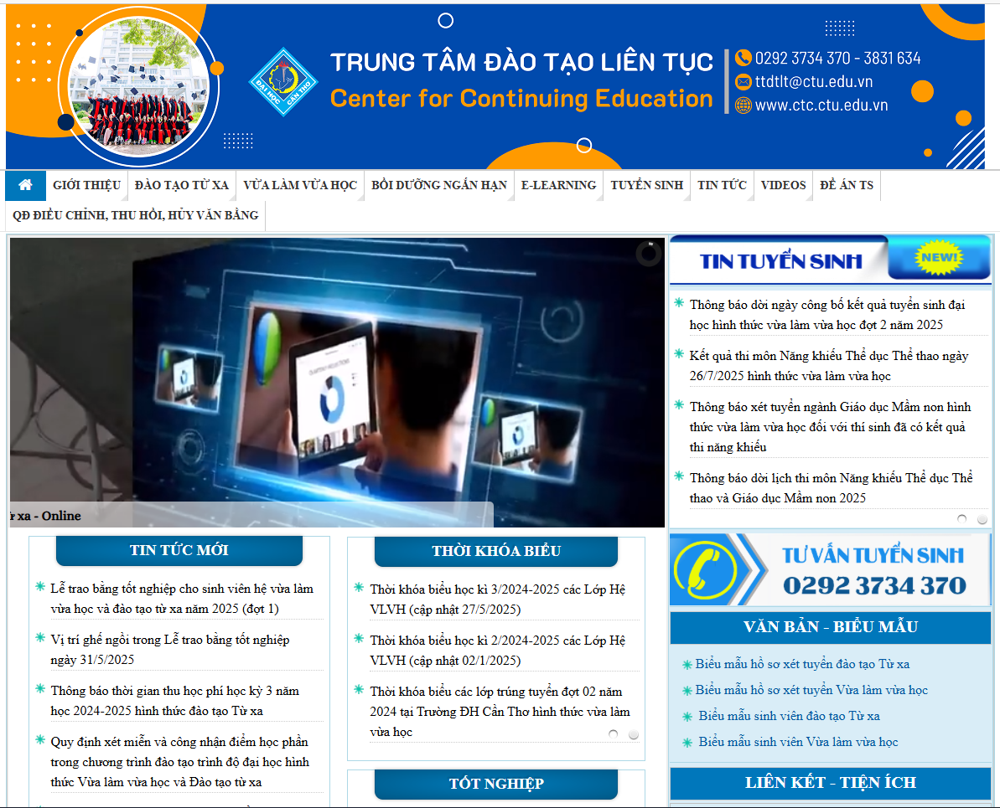 TRUNG TÂM ĐÀO TẠO LIÊN TỤC
Center for Continuing Education
0292 3734 370 - 3831 634
ttdtlt@ctu.edu.vn
www.ctc.ctu.edu.vn
ĐẠI HỌC CẦN THƠ
GIỚI THIỆU ĐÀO TẠO TỪ XA VỪA LÀM VỪA HỌC BỒI DƯỠNG NGẮN HẠN E-LEARNING TUYỂN SINH TIN TỨC VIDEOS ĐỀ ÁN TS
QĐ ĐIỀU CHỈNH, THU HỒI, HỦY VĂN BẰNG
xa - Online
TIN TỨC MỚI
Lễ trao bằng tốt nghiệp cho sinh viên hệ vừa làm
vừa học và đào tạo từ xa năm 2025 (đợt 1)
Vị trí ghế ngồi trong Lễ trao bằng tốt nghiệp
ngày 31/5/2025
Thông báo thời gian thu học phí học kỳ 3 năm
học 2024-2025 hình thức đào tạo Từ xa
Quy định xét miễn và công nhận điểm học phần
trong chương trình đào tạo trình độ đại học hình
thức Vừa làm vừa học và Đào tạo từ xa
THỜI KHÓA BIỂU
Thời khóa biểu học kì 3/2024-2025 các Lớp Hệ
VLVH (cập nhật 27/5/2025)
Thời khóa biểu học kì 2/2024-2025 các Lớp Hệ
VLVH (cập nhật 02/1/2025)
Thời khóa biểu các lớp trúng tuyển đợt 02 năm
2024 tại Trường ĐH Cần Thơ hình thức vừa làm
vừa học
TỐT NGHIỆP
TIN TUYỂN SINH
NEW!
Thông báo dời ngày công bố kết quả tuyển sinh đại
học hình thức vừa làm vừa học đợt 2 năm 2025
Kết quả thi môn Năng khiếu Thể dục Thể thao ngày
26/7/2025 hình thức vừa làm vừa học
Thông báo xét tuyển ngành Giáo dục Mầm non hình
thức vừa làm vừa học đối với thí sinh đã có kết quả
thi năng khiếu
Thông báo dời lịch thi môn Năng khiếu Thể dục Thể
thao và Giáo dục Mầm non 2025
TƯ VẤN TUYỂN SINH
0292 3734 370
VĂN BẢN - BIỂU MẪU
Biểu mẫu hồ sơ xét tuyển đào tạo Từ xa
Biểu mẫu hồ sơ xét tuyển Vừa làm vừa học
Biểu mẫu sinh viên đào tạo Từ xa
Biểu mẫu sinh viên Vừa làm vừa học
LIÊN KẾT - TIỆN ÍCH